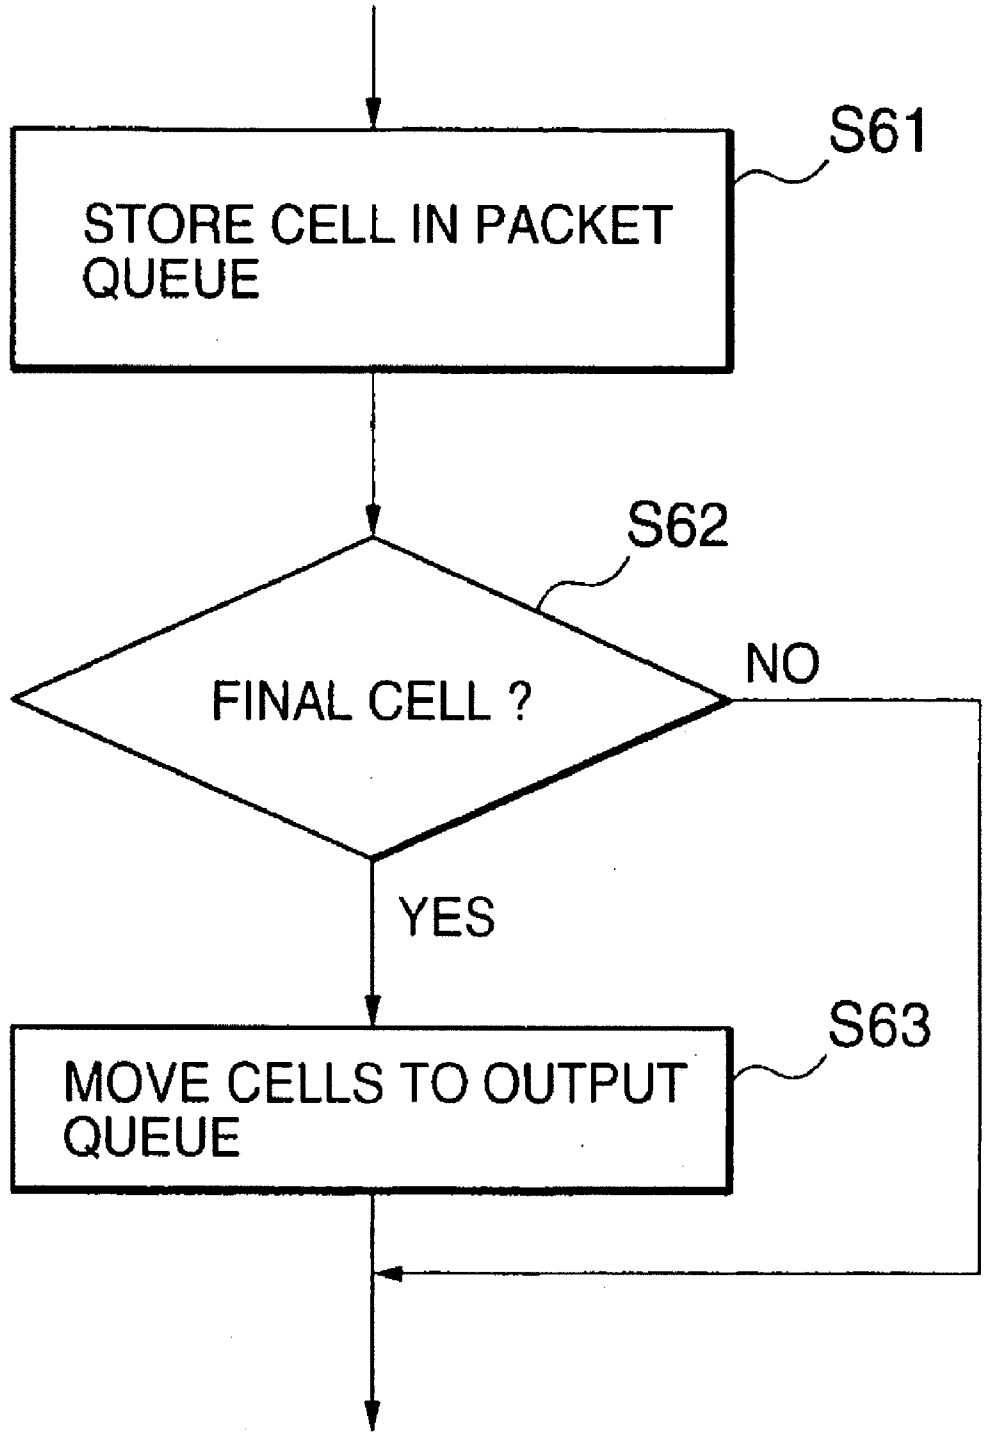 S61
STORE CELL IN PACKET
QUEUE
S62
FINAL CELL ?
NO
YES
S63
MOVE CELLS TO OUTPUT
QUEUE